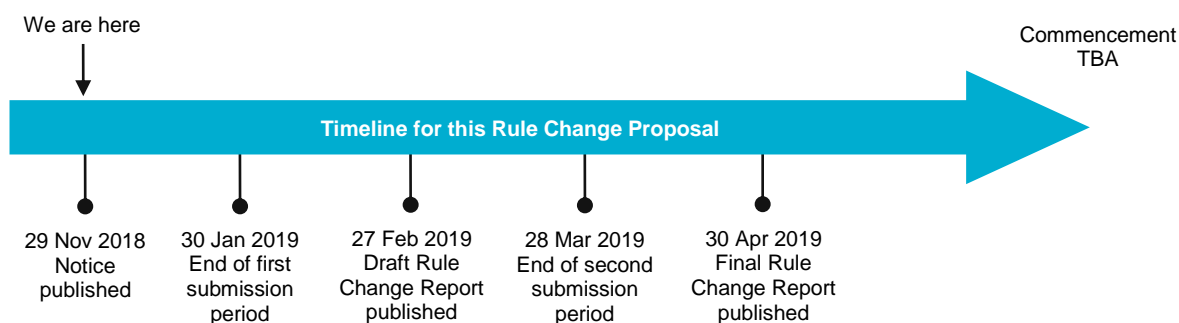 We are here
Commencement
TBA
Timeline for this Rule Change Proposal
29 Nov 2018
Notice
published
30 Jan 2019
End of first
submission
period
27 Feb 2019
Draft Rule
Change Report
published
28 Mar 2019
End of second
submission
period
30 Apr 2019
Final Rule
Change Report
published